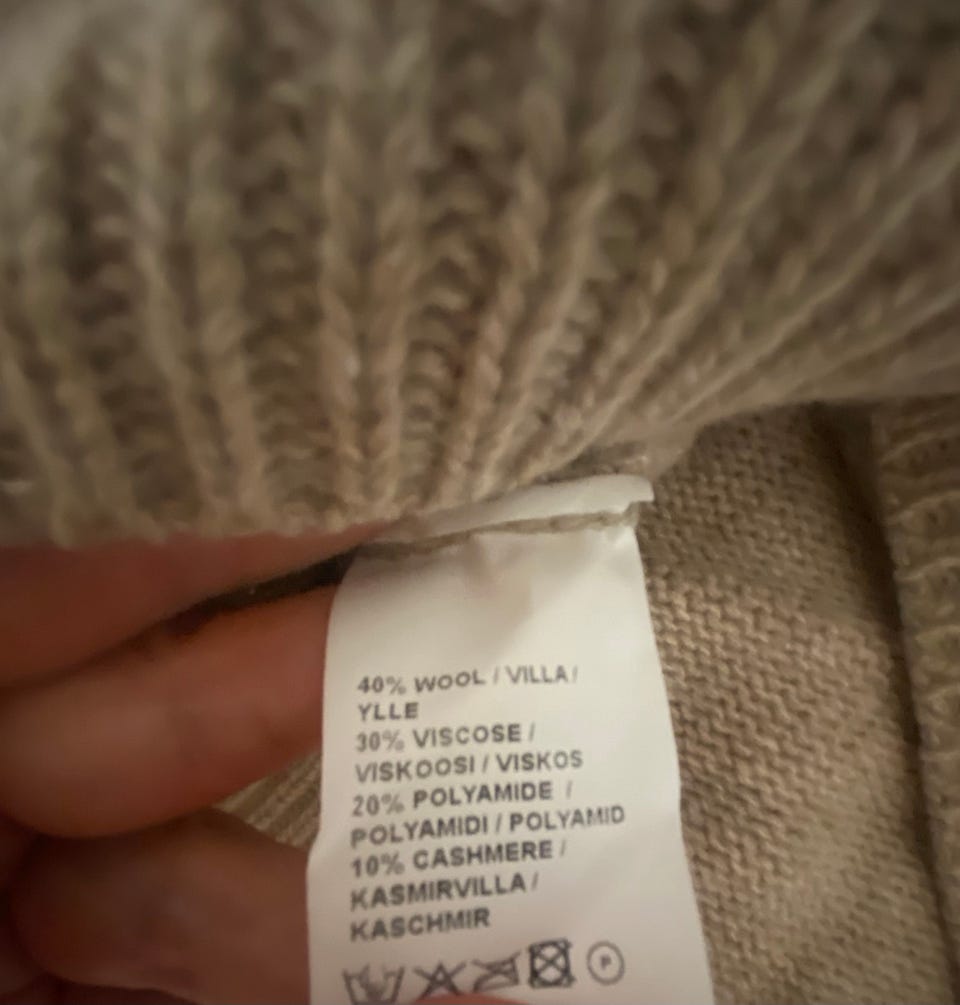 40% WOOL / VILLA /
YLLE
30% VISCOSE /
VISKOOSI / VISKOS
20% POLYAMIDE /
POLYAMIDI / POLYAMID
10% CASHMERE /
KASMIRVILLA /
KASCHMIR
P